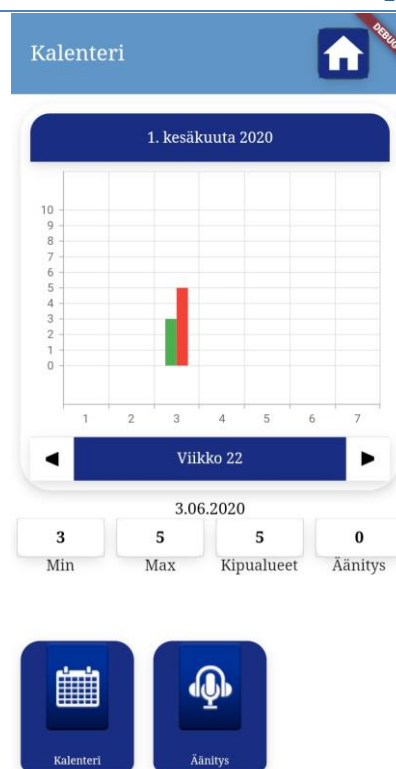 Kalenteri
DEBUG
1. kesäkuuta 2020
10
9
8
7
6
5
4
3
2
1
0
1 2 3 4 5 6 7
Viikko 22
3.06.2020
3 5 5 0
Min Max Kipualueet Äänitys
Kalenteri Äänitys